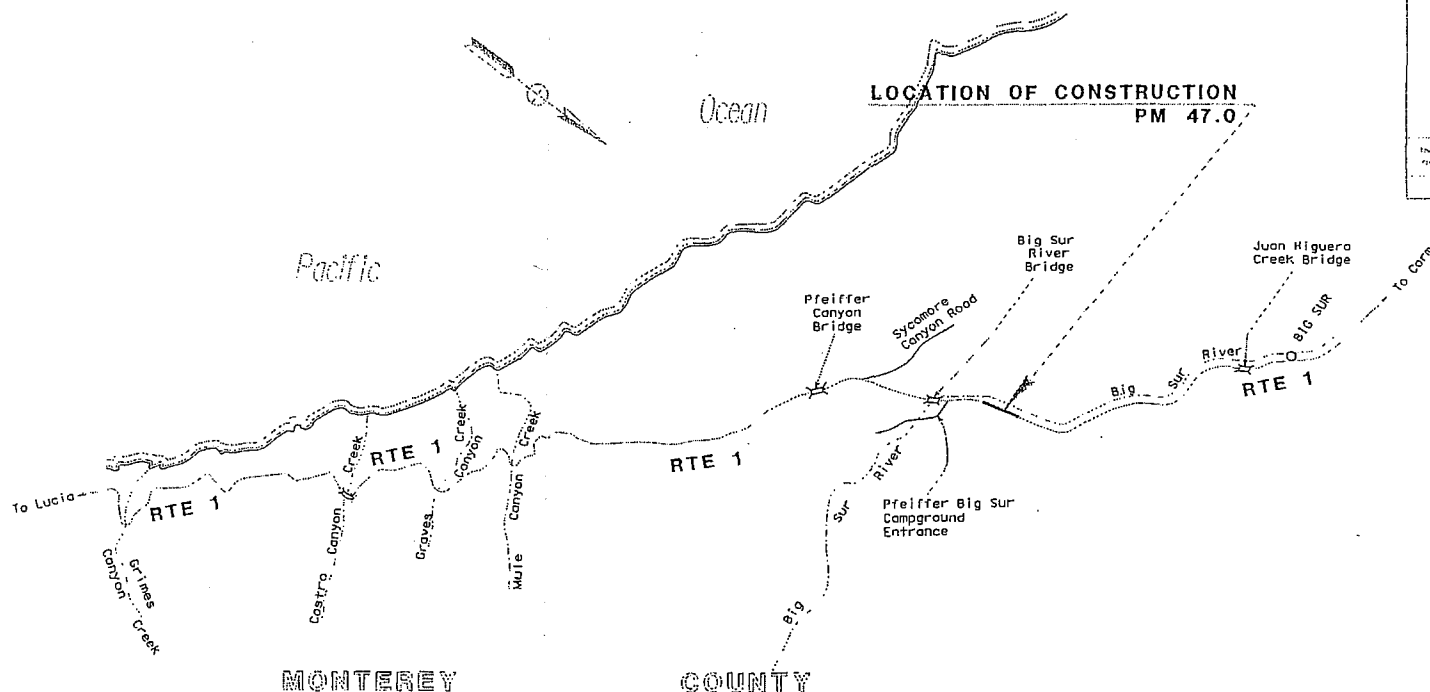 Ocean
LOCATION OF CONSTRUCTION
PM 47.0
Pacific
Big Sur
River
Bridge
Juan Higuera
Creek Bridge
Pfeiffer
Canyon
Bridge
Sycamore
Canyon Road
BIG SUR
River
RTE 1
Big Sur
To Lucia
RTE 1
Creek
RTE 1
Creek
Canyon
Creek
RTE 1
River
Sur
Big
Pfeiffer Big Sur
Campground
Entrance
Canyon
Grimes
Creek
Castro
Canyon
Graves
Mule
Canyon
MONTEREY COUNTY